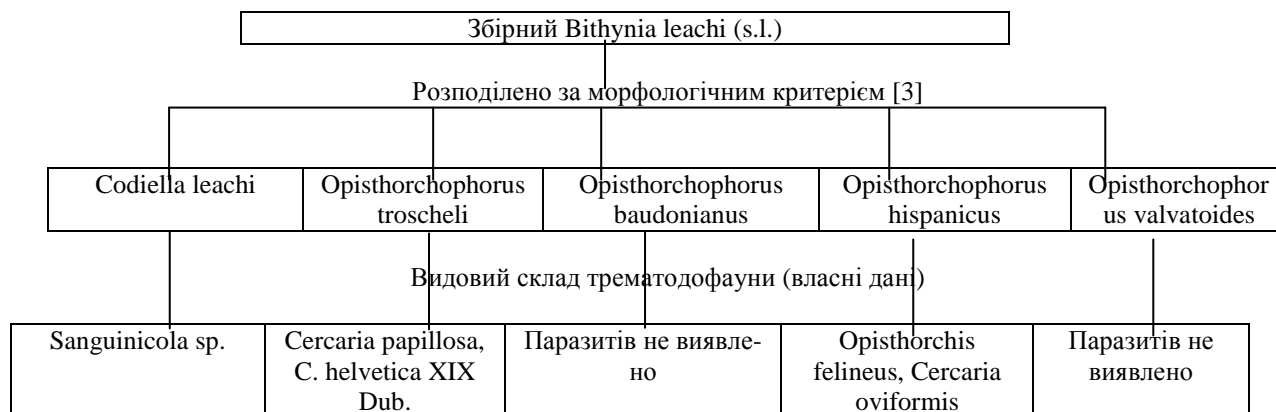 Збірний Bithynia leachi (s.l.)
Розподілено за морфологічним критерієм [3]
Codiella leachi
Opisthorchophorus
troscheli
Opisthorchophorus
baudonianus
Opisthorchophorus
hispanicus
Opisthorchophor
us valvatoides
Видовий склад трематодофауни (власні дані)
Sanguinicola sp.
Cercaria papillosa,
C. helvetica XIX
Dub.
Паразитів не виявле-
но
Opisthorchis
felineus, Cercaria
oviformis
Паразитів не
виявлено